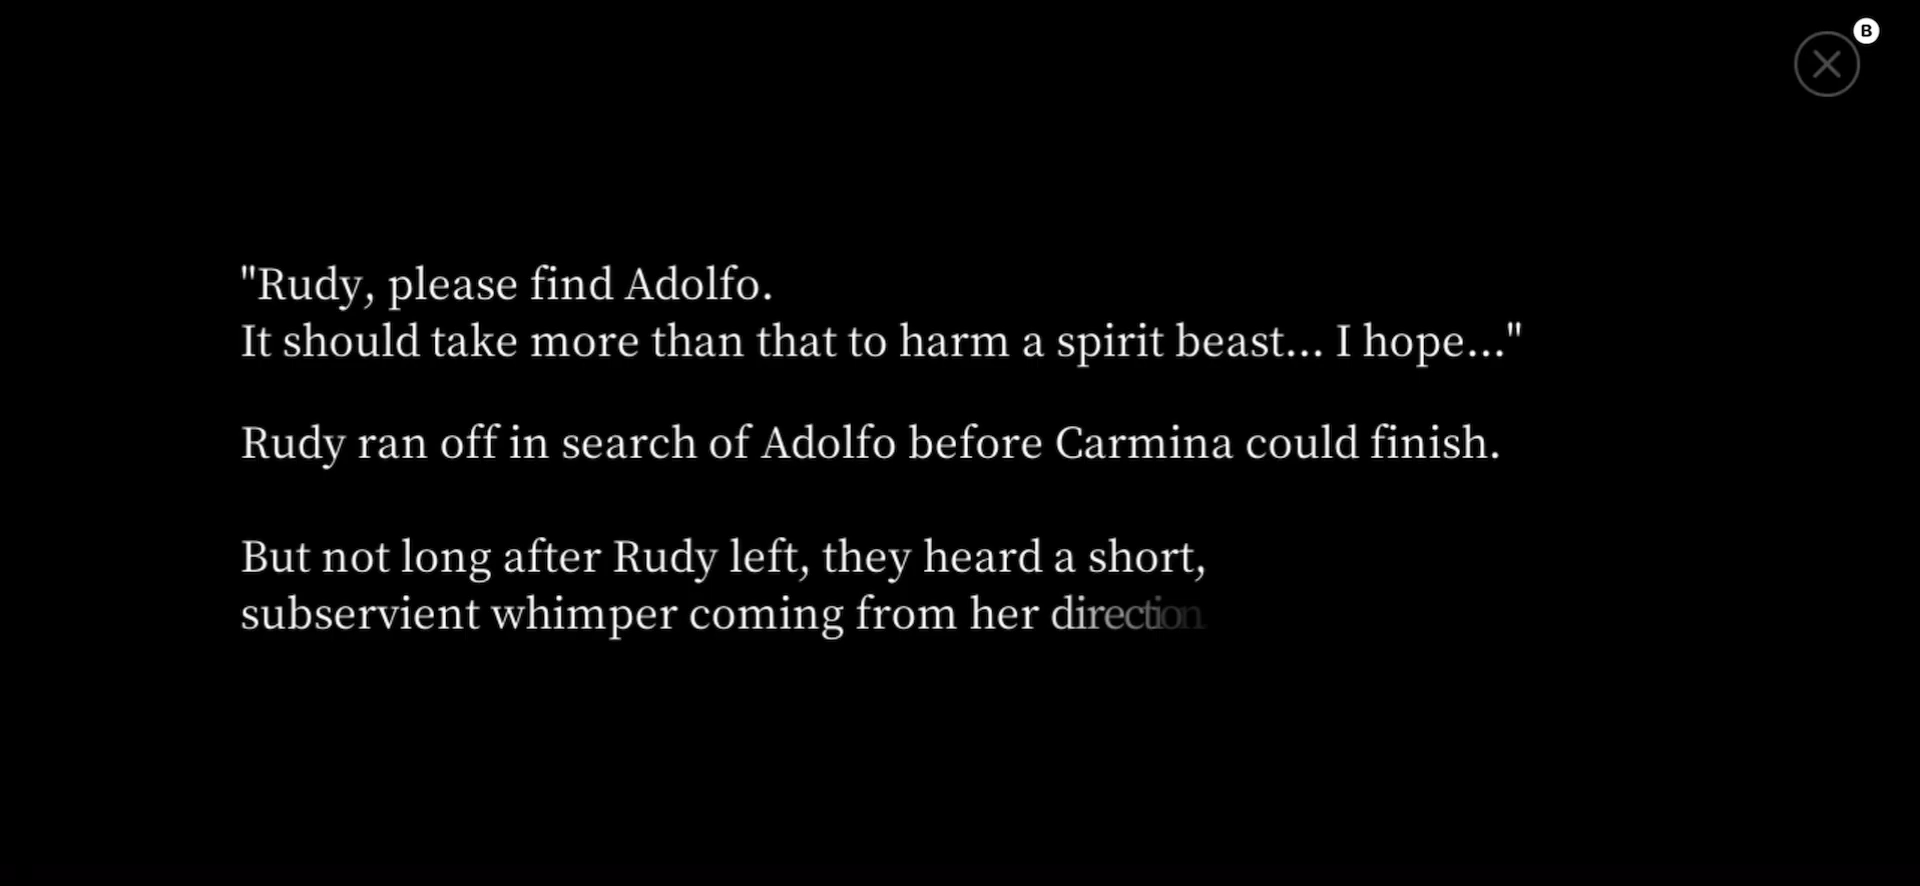 B
"Rudy, please find Adolfo.
It should take more than that to harm a spirit beast... I hope..."
Rudy ran off in search of Adolfo before Carmina could finish.
But not long after Rudy left, they heard a short,
subservient whimper coming from her direction.